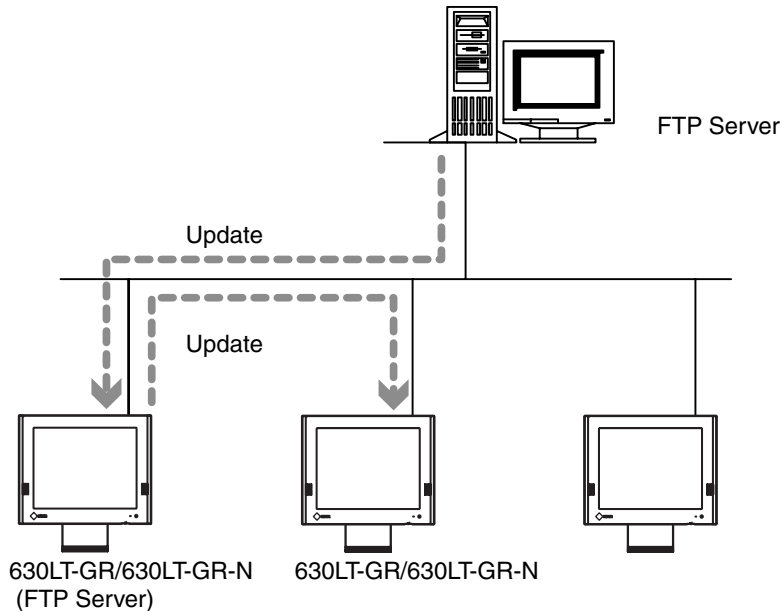 FTP Server
Update
Update
630LT-GR/630LT-GR-N
(FTP Server)
630LT-GR/630LT-GR-N